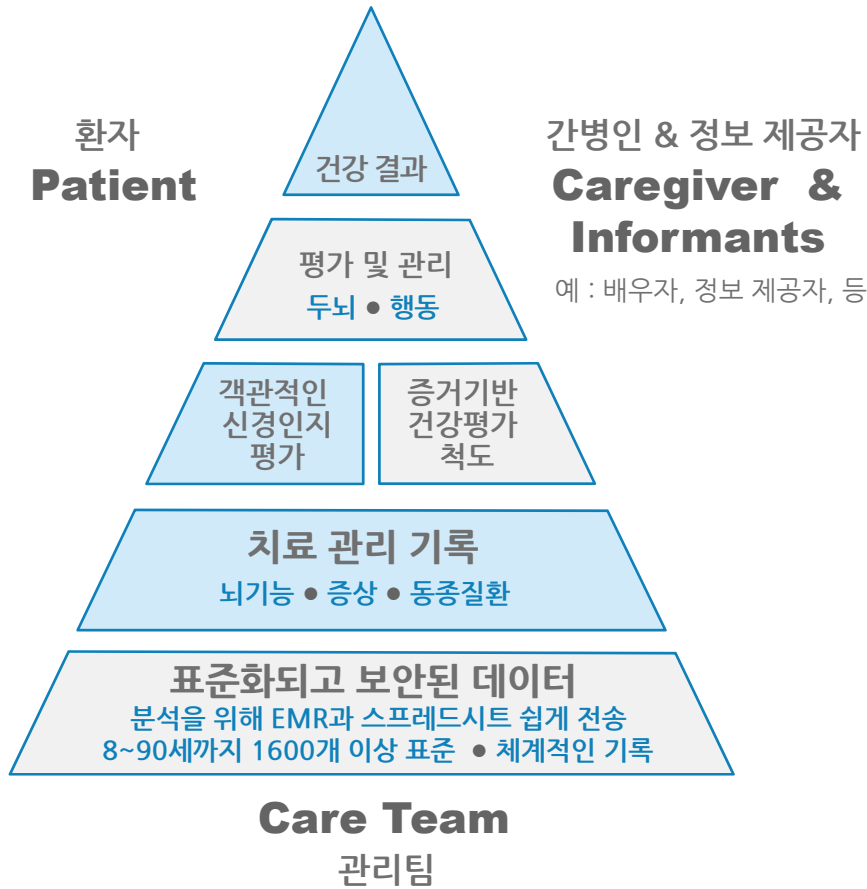 건강 결과
환자
Patient
간병인 & 정보 제공자
Caregiver &
Informants
예 : 배우자, 정보 제공자, 등
평가 및 관리
두뇌 ● 행동
객관적인
신경인지
평가
증거기반
건강평가
척도
치료 관리 기록
뇌기능 ● 증상 ● 동종질환
표준화되고 보안된 데이터
분석을 위해 EMR과 스프레드시트 쉽게 전송
8~90세까지 1600개 이상 표준 ● 체계적인 기록
Care Team
관리팀